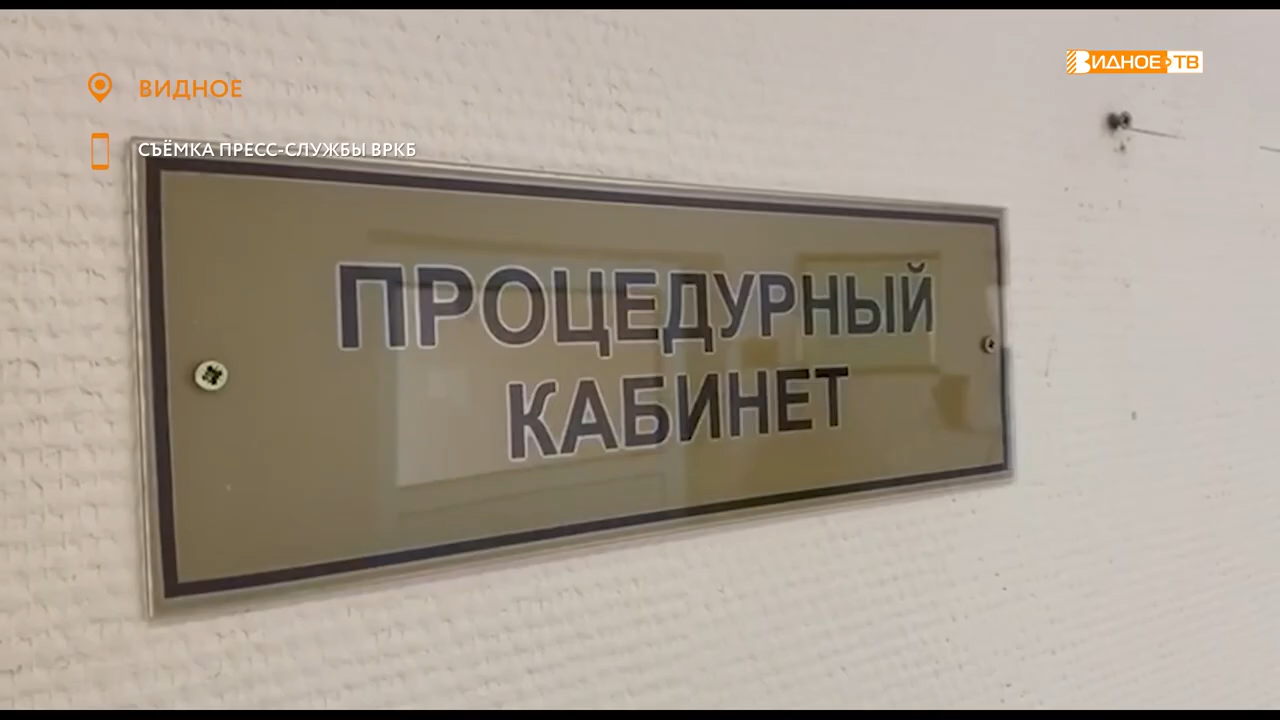 ВИДНОЕ
ВИДНОЕ ТВ
СЪЁМКА ПРЕСС-СЛУЖБЫ ВРКБ
ПРОЦЕДУРНЫЙ
КАБИНЕТ